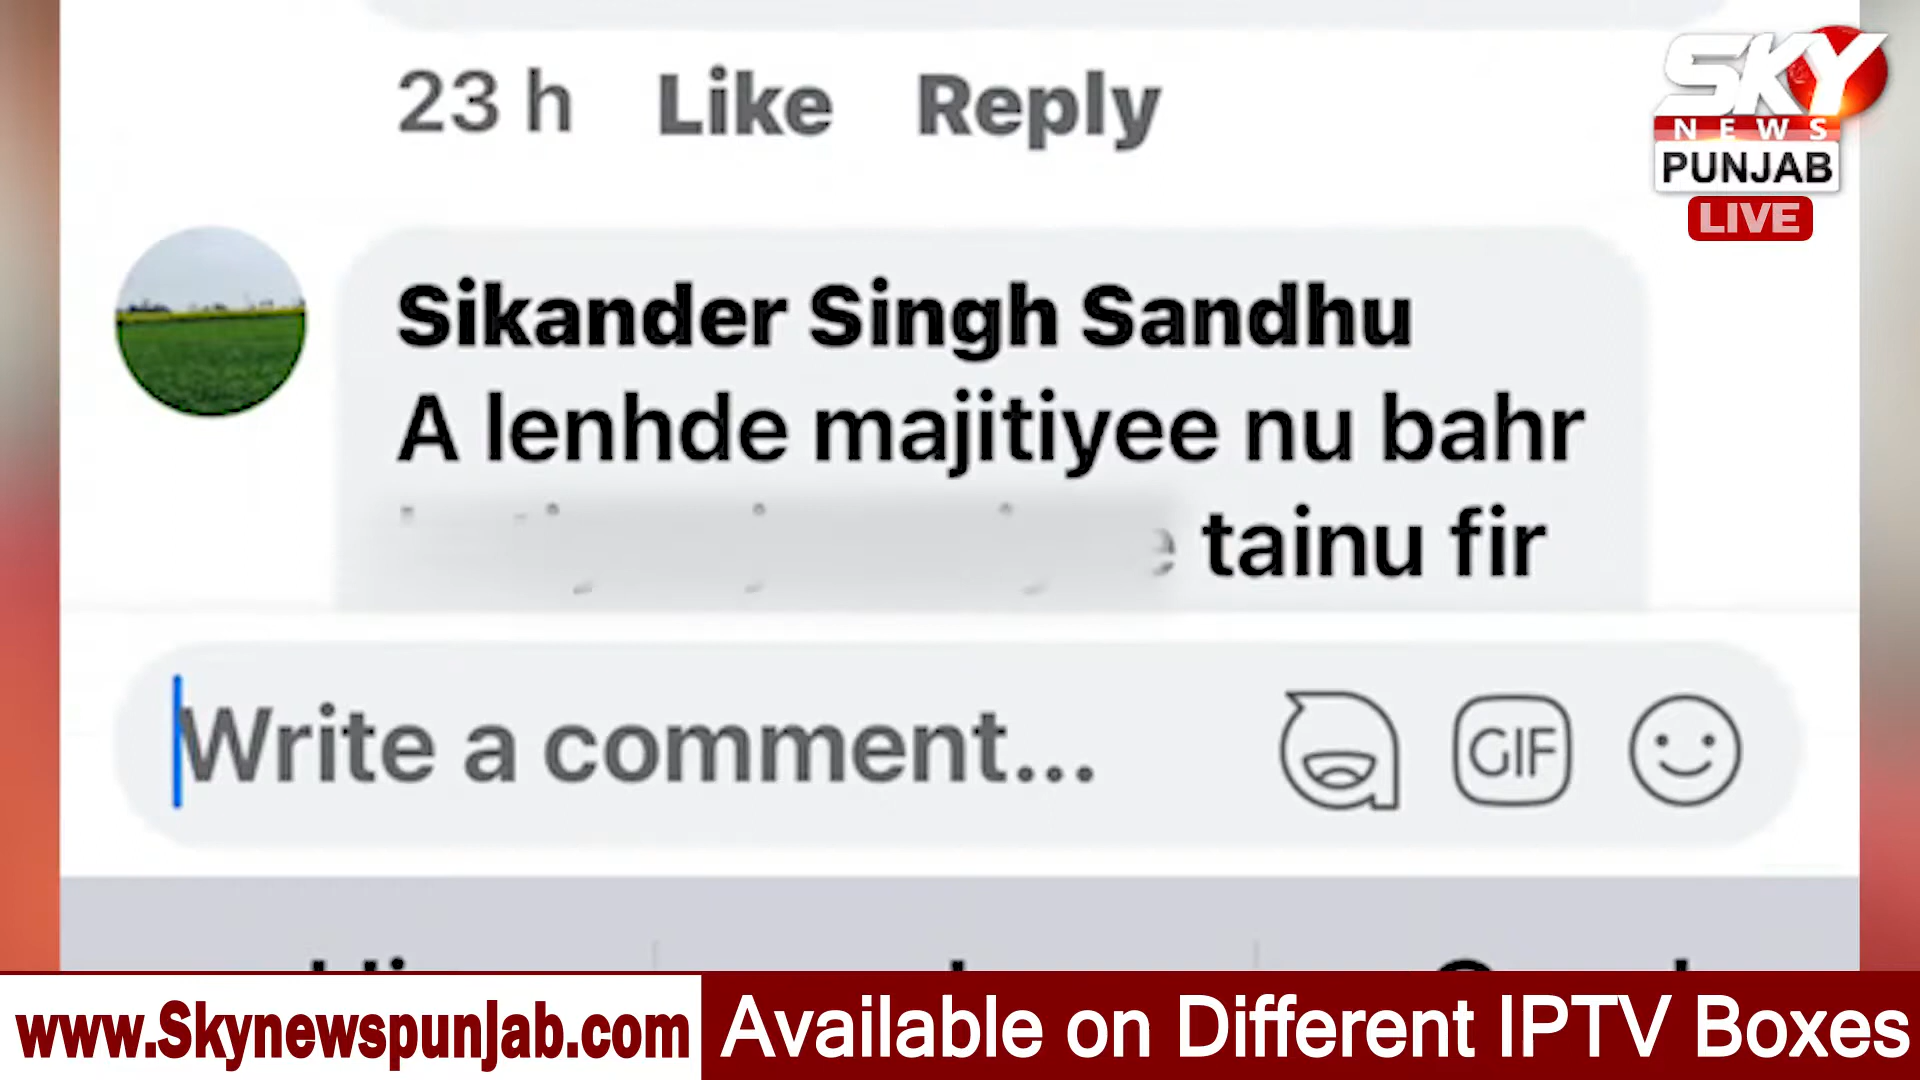 23 h Like Reply
SKY
NEWS
PUNJAB
LIVE
Sikander Singh Sandhu
A lenhde majitiyee nu bahr
tainu fir
Write a comment...
GIF
www.SkynewspunJab.com
Available on Different IPTV Boxes